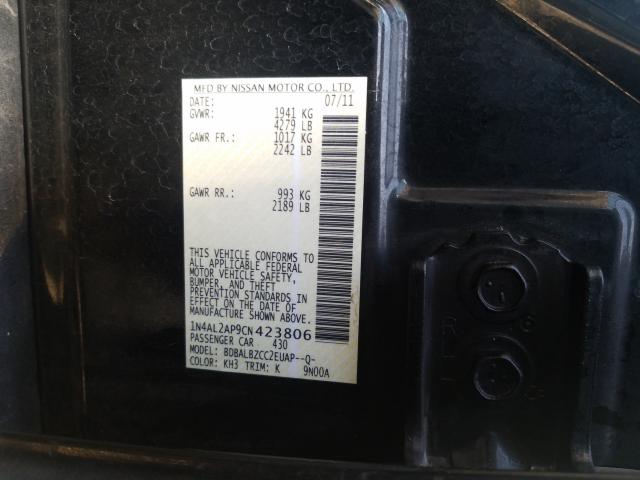 MFD BY NISSAN MOTOR CO., LTD.
DATE: 07/11
GVWR: 1941 KG
4279 LB
GAWR FR.: 1017 KG
2242 LB
GAWR RR.: 993 KG
2189 LB
THIS VEHICLE CONFORMS TO
ALL APPLICABLE FEDERAL
MOTOR VEHICLE SAFETY,
BUMPER, AND THEFT
PREVENTION STANDARDS IN
EFFECT ON THE DATE OF
MANUFACTURE SHOWN ABOVE.
1N4AL2AP9CN423806
PASSENGER CAR 430
MODEL: BDBALBZCC2EUAP--Q-
COLOR: KH3 TRIM: K 9N00A